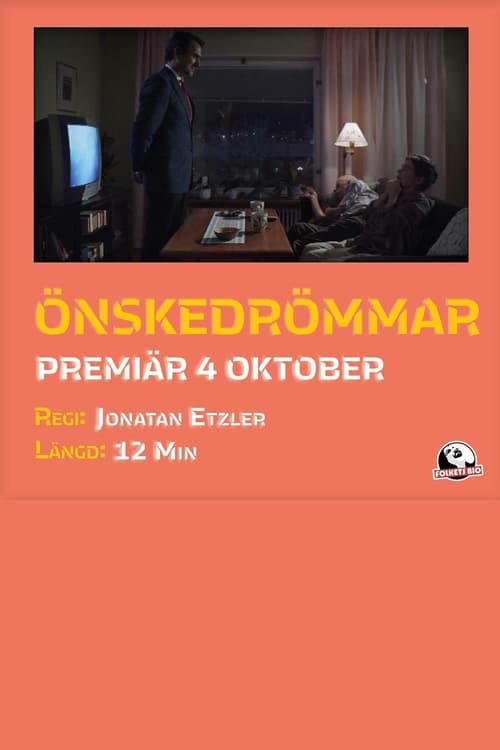 ÖNSKEDRÖMMAR
PREMIÄR 4 OKTOBER
REGI: JONATAN ETZLER
LÄNGD: 12 MIN
FOLKETS BIO